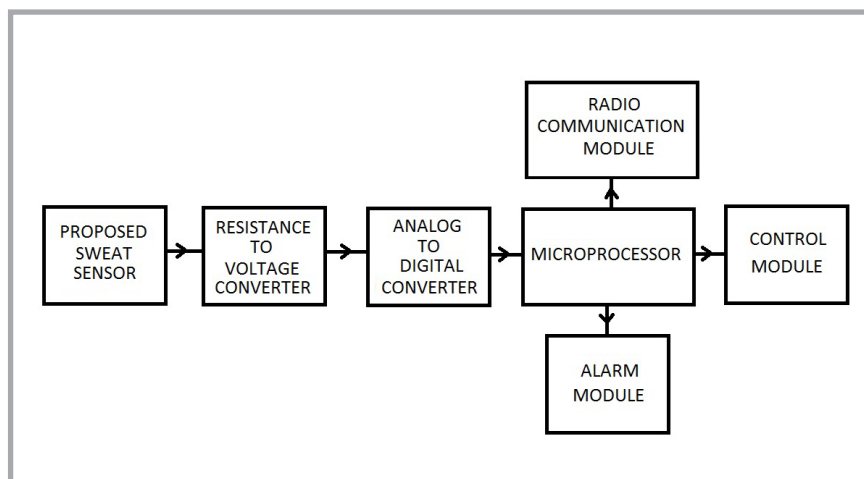 PROPOSED
SWEAT
SENSOR
RESISTANCE
TO
VOLTAGE
CONVERTER
ANALOG
TO
DIGITAL
CONVERTER
MICROPROCESSOR
RADIO
COMMUNICATION
MODULE
CONTROL
MODULE
ALARM
MODULE